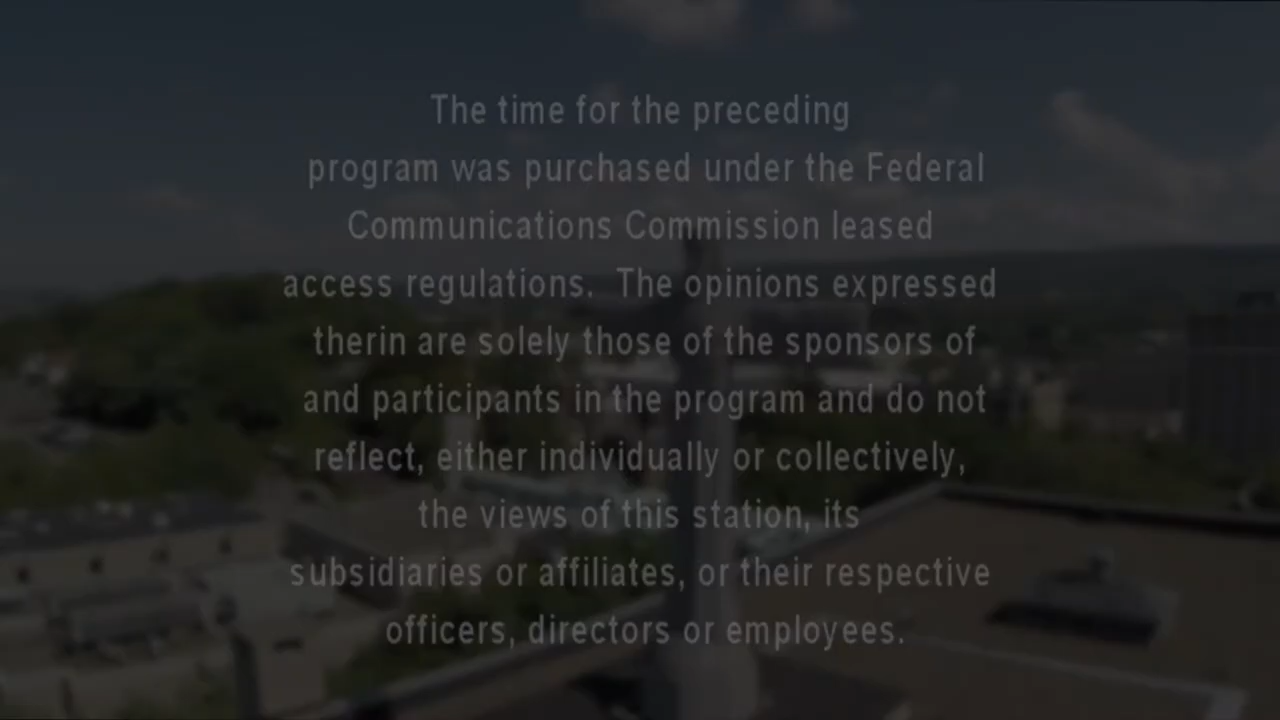 The time for the preceding
program was purchased under the Federal
Communications Commission leased
access regulations.  The opinions expressed
therin are solely those of the sponsors of
and participants in the program and do not
reflect, either individually or collectively,
the views of this station, its
subsidiaries or affiliates, or their respective
officers, directors or employees.